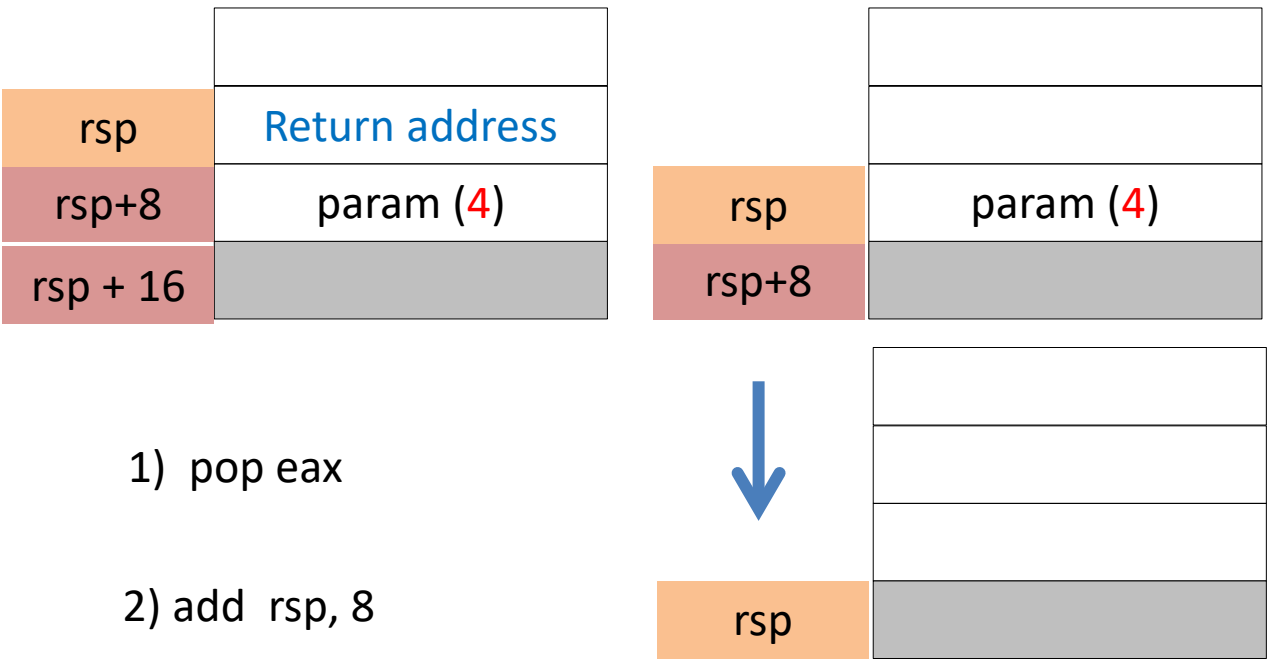 rsp Return address
rsp+8 param (4)
rsp + 16
rsp param (4)
rsp+8
1) pop eax
2) add rsp, 8
rsp